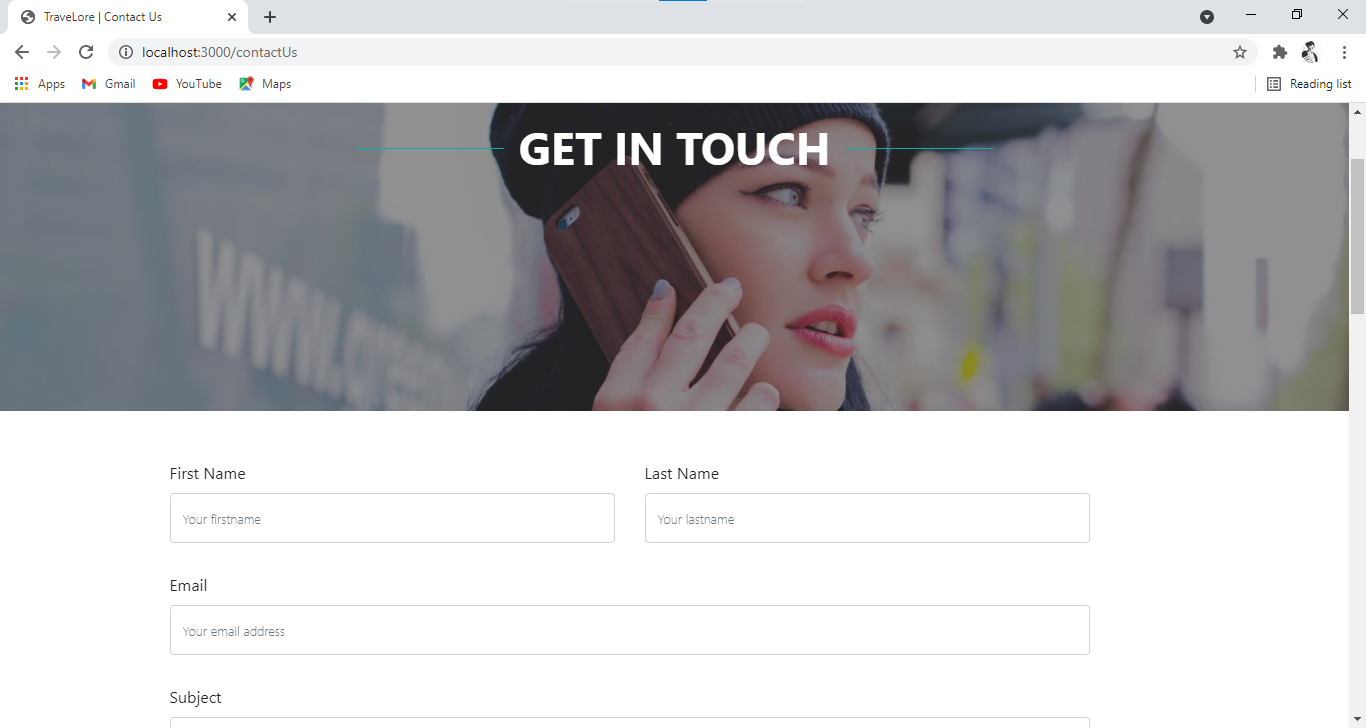 TraveLore | Contact Us
localhost:3000/contactUs
Apps
Gmail
YouTube
Maps
Reading list
GET IN TOUCH
First Name
Last Name
Your firstname
Your lastname
Email
Your email address
Subject